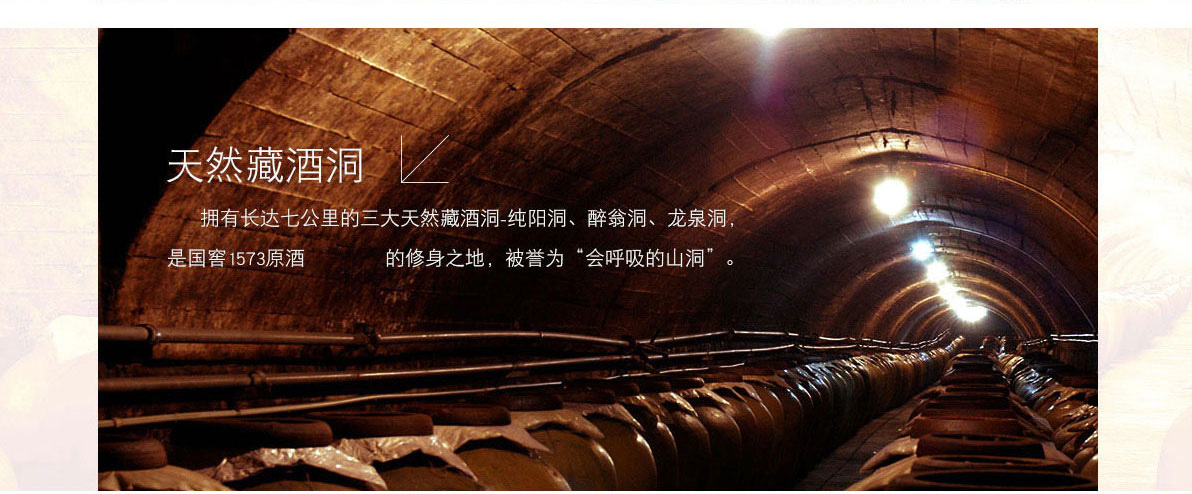 天然藏酒洞
拥有长达七公里的三大天然藏酒洞-纯阳洞、醉翁洞、龙泉洞，
是国窖1573原酒 的修身之地，被誉为“会呼吸的山洞”。